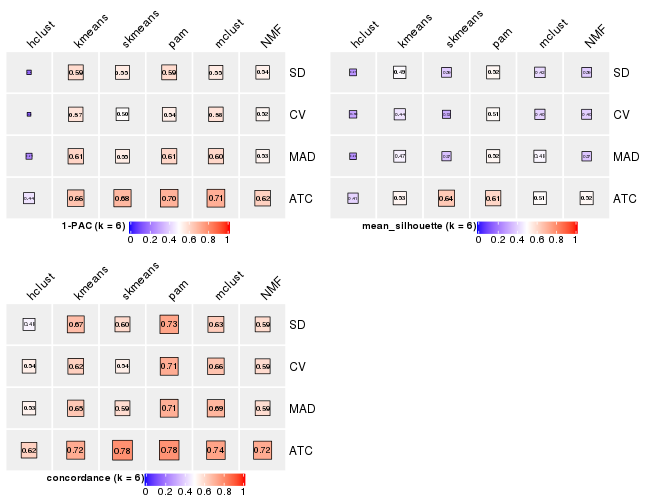 hclust kmeans skmeans pam mclust NMF
0.59 0.55 0.59 0.55 0.54 SD
0.57 0.50 0.54 0.58 0.52 CV
0.61 0.55 0.61 0.60 0.53 MAD
0.44 0.66 0.68 0.70 0.71 0.62 ATC
1-PAC (k = 6)
0 0.2 0.4 0.6 0.8 1
hclust kmeans skmeans pam mclust NMF
0.49 0.52 SD
0.44 0.51 CV
0.47 0.52 0.48 MAD
0.53 0.64 0.61 0.51 0.52 ATC
mean_silhouette (k = 6)
0 0.2 0.4 0.6 0.8 1
hclust kmeans skmeans pam mclust NMF
0.48 0.67 0.60 0.73 0.63 0.59 SD
0.54 0.62 0.54 0.71 0.66 0.59 CV
0.53 0.65 0.59 0.71 0.69 0.59 MAD
0.62 0.72 0.78 0.78 0.74 0.72 ATC
concordance (k = 6)
0 0.2 0.4 0.6 0.8 1